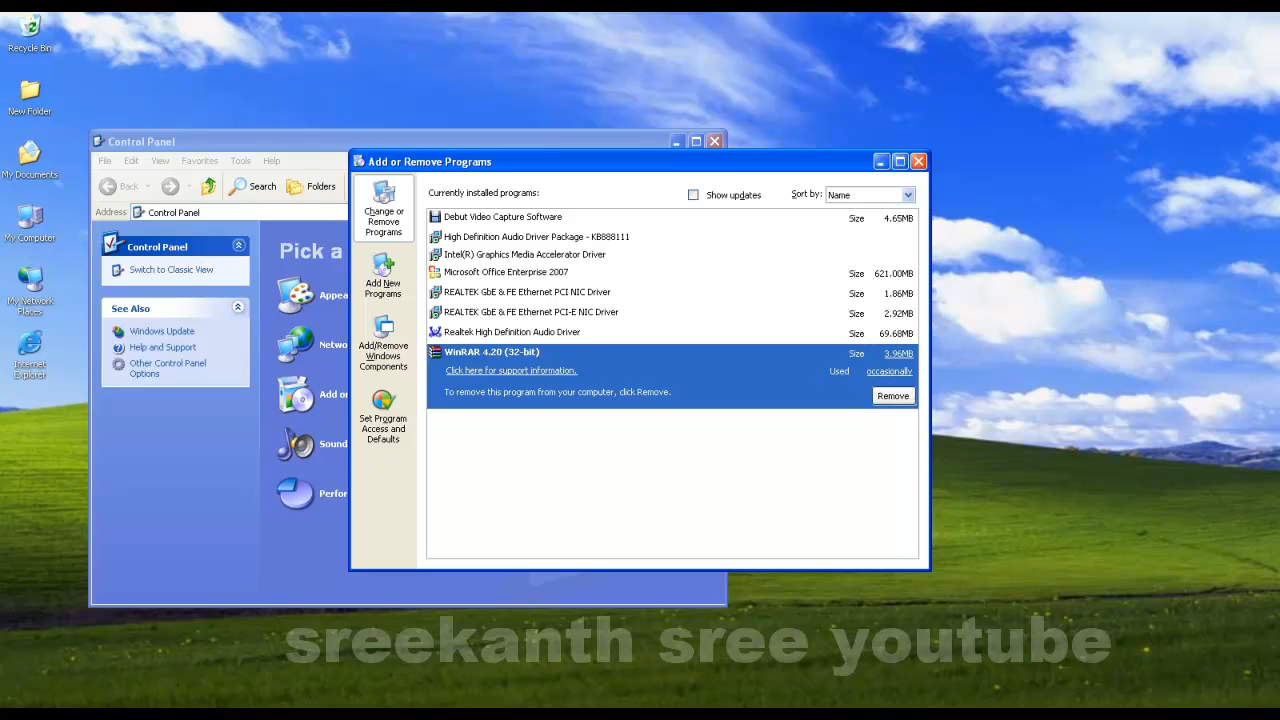 Recycle Bin
New Folder
My Documents
My Computer
My Network
Places
Internet
Explorer
Control Panel
File Edit View Favorites Tools Help
Back Search Folders
Address Control Panel
Control Panel
Switch to Classic View
See Also
Windows Update
Help and Support
Other Control Panel
Options
Pick a
Appea
Netwo
Add or
Sound
Perfor
Add or Remove Programs
Change or
Remove
Programs
Add New
Programs
Add/Remove
Windows
Components
Set Program
Access and
Defaults
Currently installed programs: Show updates Sort by: Name
Debut Video Capture Software Size 4.65MB
High Definition Audio Driver Package - KB888111
Intel(R) Graphics Media Accelerator Driver
Microsoft Office Enterprise 2007 Size 621.00MB
REALTEK GbE & FE Ethernet PCI NIC Driver Size 1.86MB
REALTEK GbE & FE Ethernet PCI-E NIC Driver Size 2.92MB
Realtek High Definition Audio Driver Size 69.68MB
WinRAR 4.20 (32-bit) Size 3.96MB
Click here for support information. Used occasionally
To remove this program from your computer, click Remove. Remove
sreekanth sree youtube